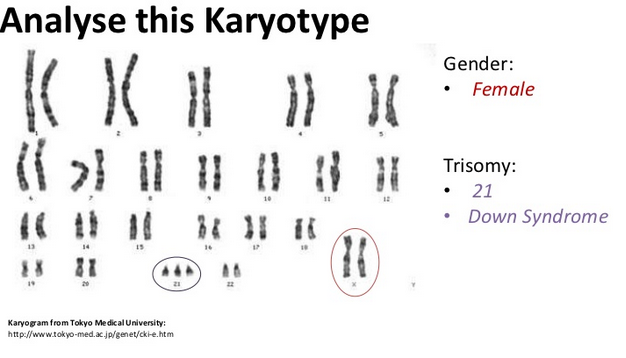 Analyse this Karyotype
Gender:
• Female
Trisomy:
• 21
• Down Syndrome
1 2 3 4 5
6 7 8 9 10 11 12
13 14 15 16 17 18
19 20 21 22 X Y
Karyogram from Tokyo Medical University:
http://www.tokyo-med.ac.jp/genet/cki-e.htm